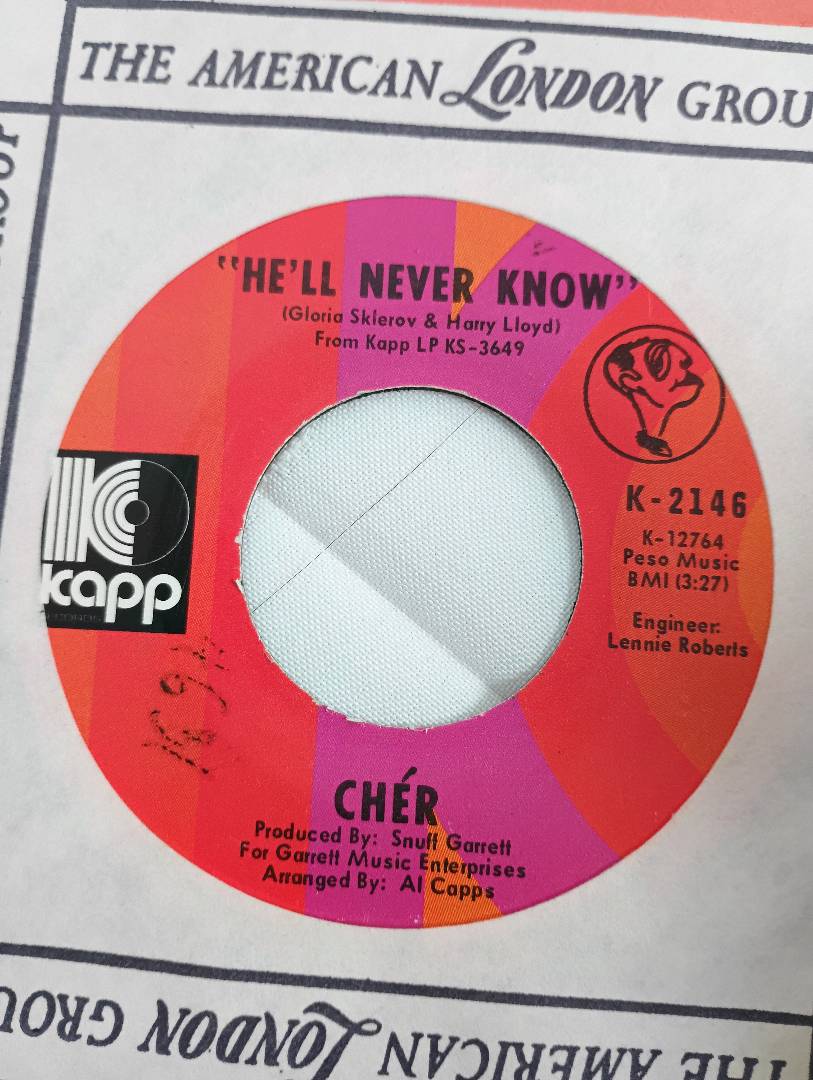 THE AMERICAN LONDON GROU
"HE'LL NEVER KNOW"
(Gloria Sklerov & Harry Lloyd)
From Kapp LP KS-3649
kapp
RECORDS
K-2146
K-12764
Peso Music
BMI (3:27)
Engineer:
Lennie Roberts
CHÉR
Produced By: Snuff Garrett
For Garrett Music Enterprises
Arranged By: Al Capps
THE AMERICAN LONDON GROU